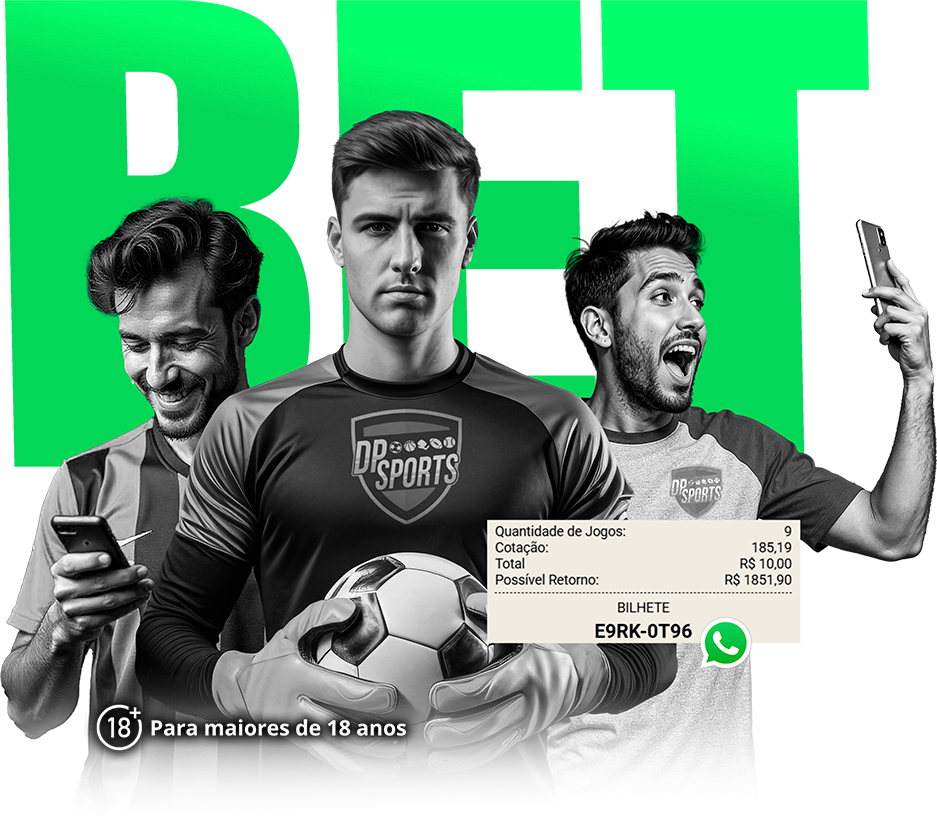 BET
DP
SPORTS
DP
SPORTS
Quantidade de Jogos: 9
Cotação: 185,19
Total R$ 10,00
Possível Retorno: R$ 1851,90
BILHETE
E9RK-0T96
18+ Para maiores de 18 anos